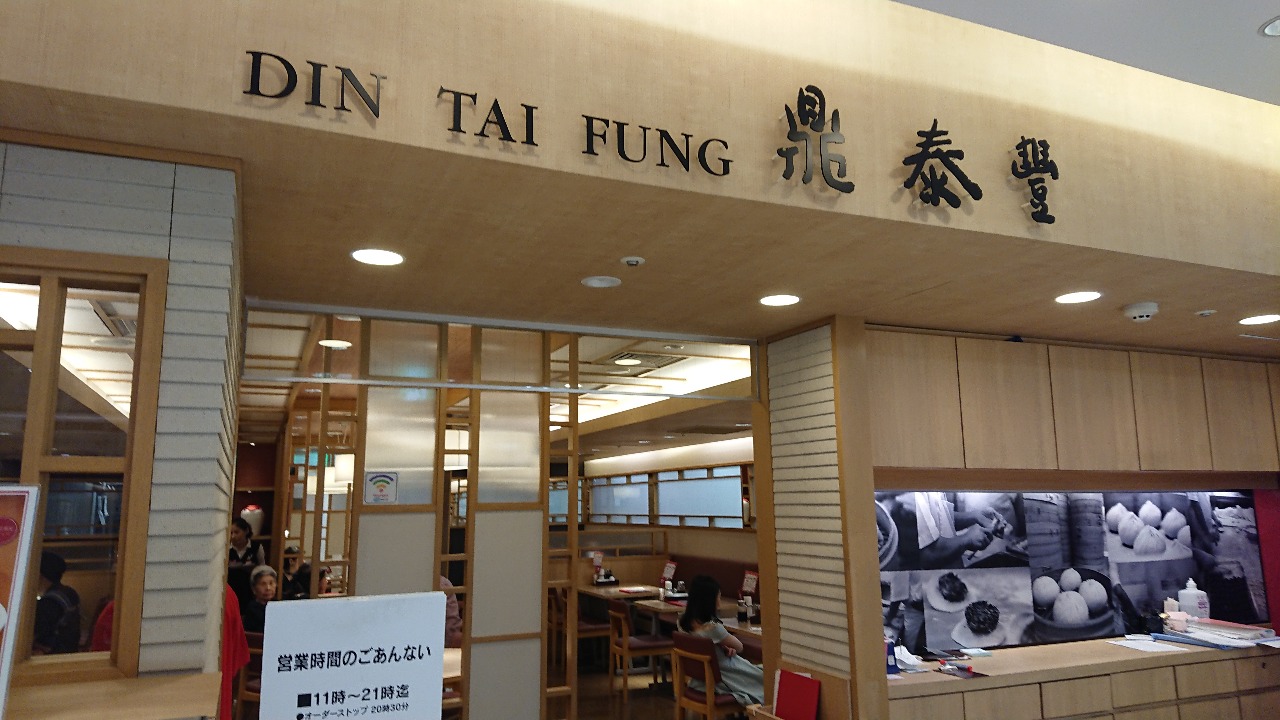 DIN TAI FUNG 鼎泰豐
営業時間のごあんない
■11時～21時迄
●オーダーストップ 20時30分